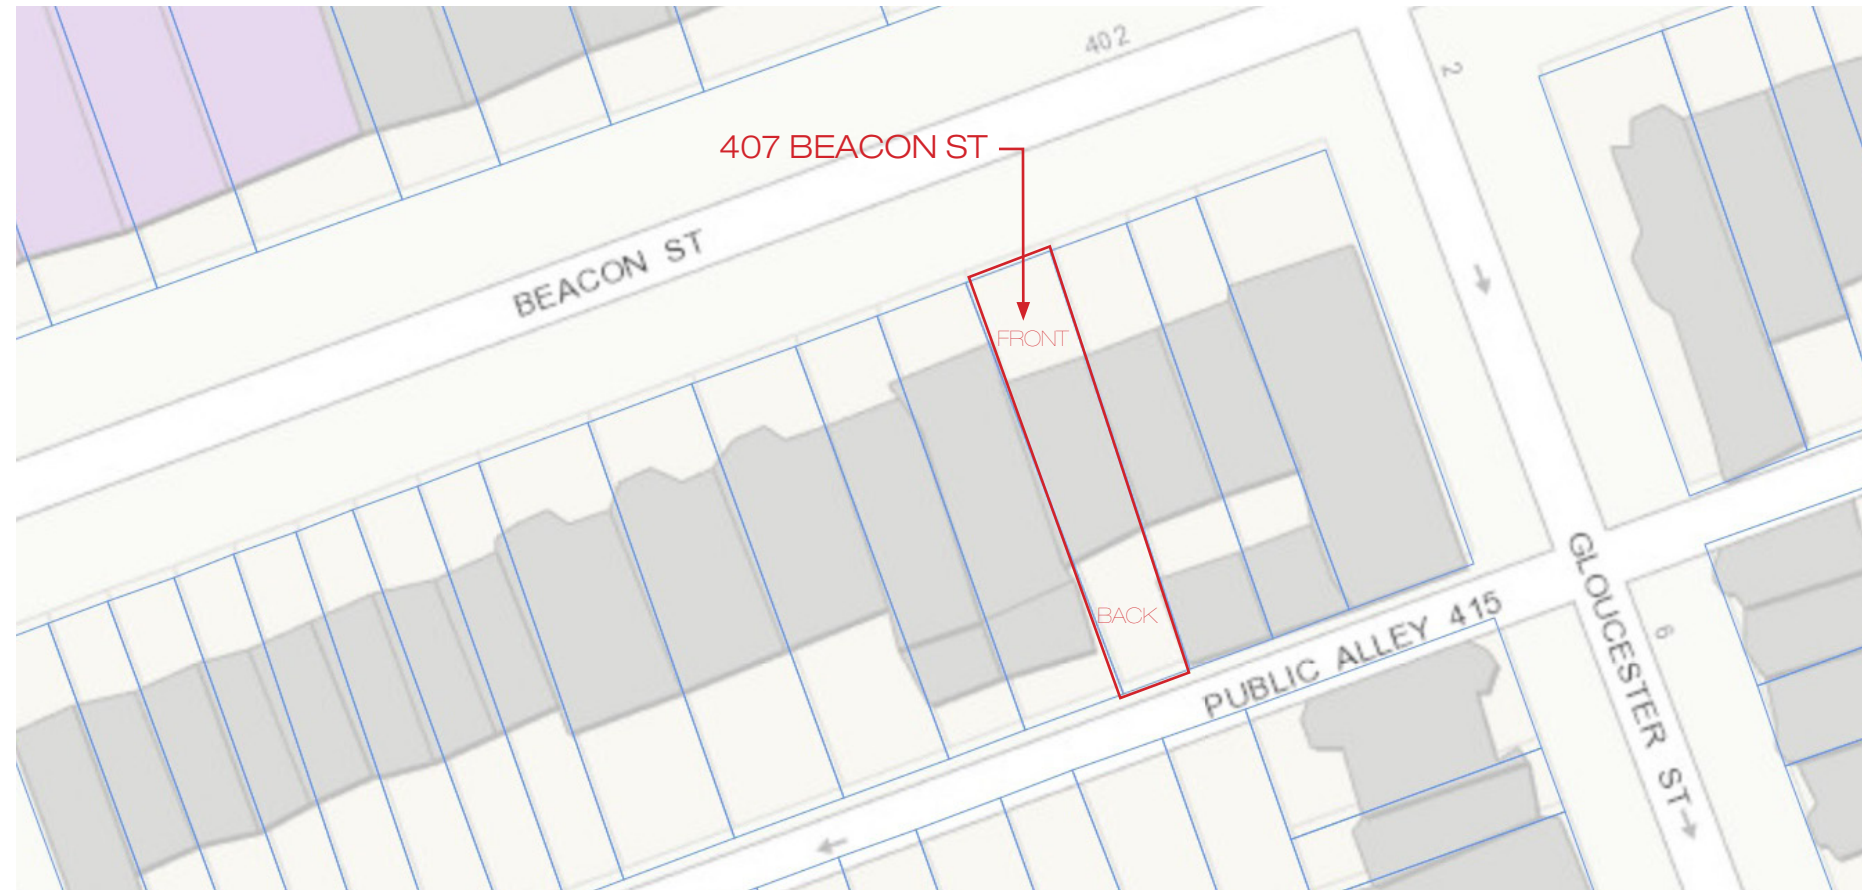 402
2
407 BEACON ST
BEACON ST
FRONT
BACK
PUBLIC ALLEY 415
GLOUCESTER ST
6